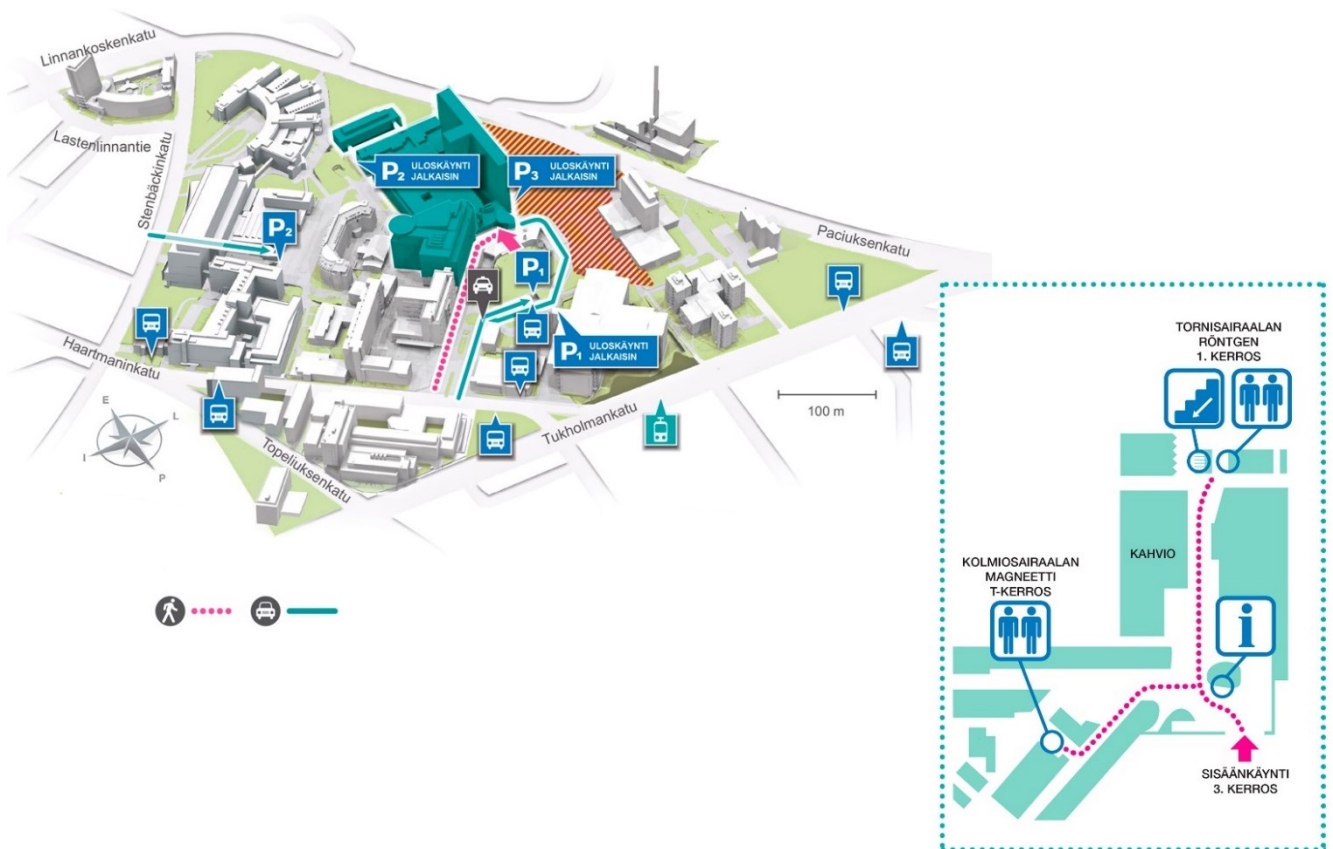 Linnankoskenkatu
Lastenlinnantie
Stenbäckinkatu
P2 ULOSKÄYNTI
JALKAISIN
P3 ULOSKÄYNTI
JALKAISIN
P2
P1
Paciuksenkatu
P1 ULOSKÄYNTI
JALKAISIN
Haartmaninkatu
100 m
E
L
I
P
Tukholmankatu
Topeliuksenkatu
TORNISAIRAALAN
RÖNTGEN
1. KERROS
KAHVIO
KOLMIOSAIRAALAN
MAGNEETTI
T-KERROS
i
SISÄÄNKÄYNTI
3. KERROS